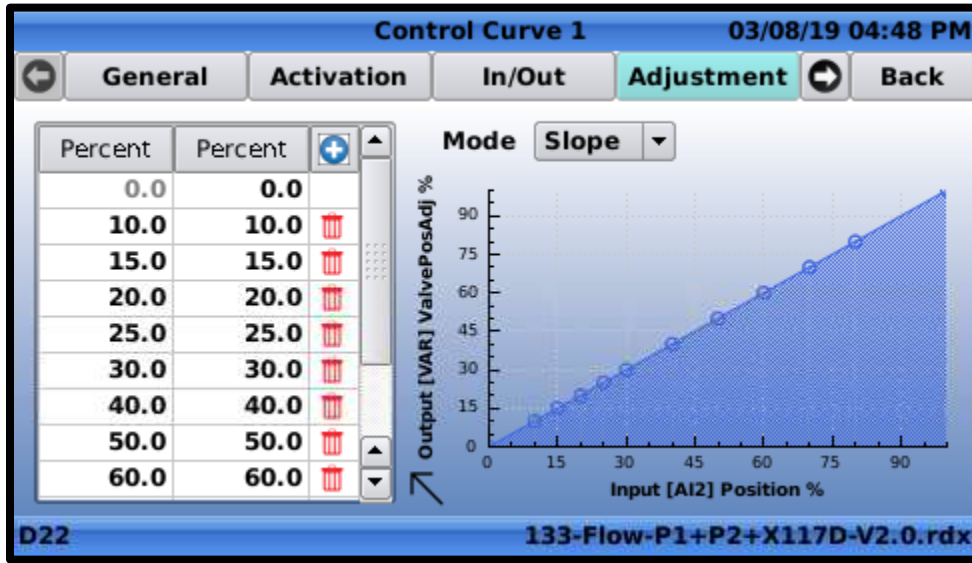 Control Curve 1 03/08/19 04:48 PM
General Activation In/Out Adjustment Back
Percent Percent
0.0 0.0
10.0 10.0
15.0 15.0
20.0 20.0
25.0 25.0
30.0 30.0
40.0 40.0
50.0 50.0
60.0 60.0
Mode Slope
Output [VAR] ValvePosAdj %
90
75
60
45
30
15
0
0 15 30 45 60 75 90
Input [AI2] Position %
D22 133-Flow-P1+P2+X117D-V2.0.rdx